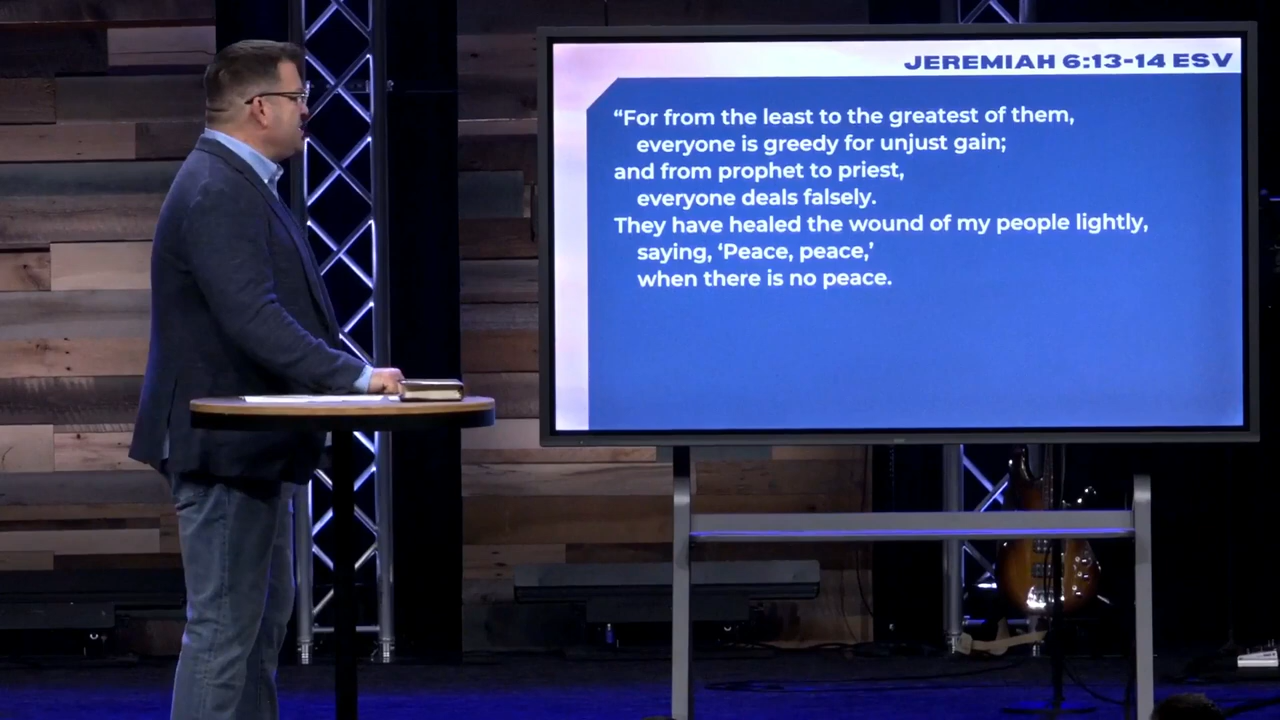 JEREMIAH 6:13-14 ESV
“For from the least to the greatest of them,
everyone is greedy for unjust gain;
and from prophet to priest,
everyone deals falsely.
They have healed the wound of my people lightly,
saying, ‘Peace, peace,’
when there is no peace.